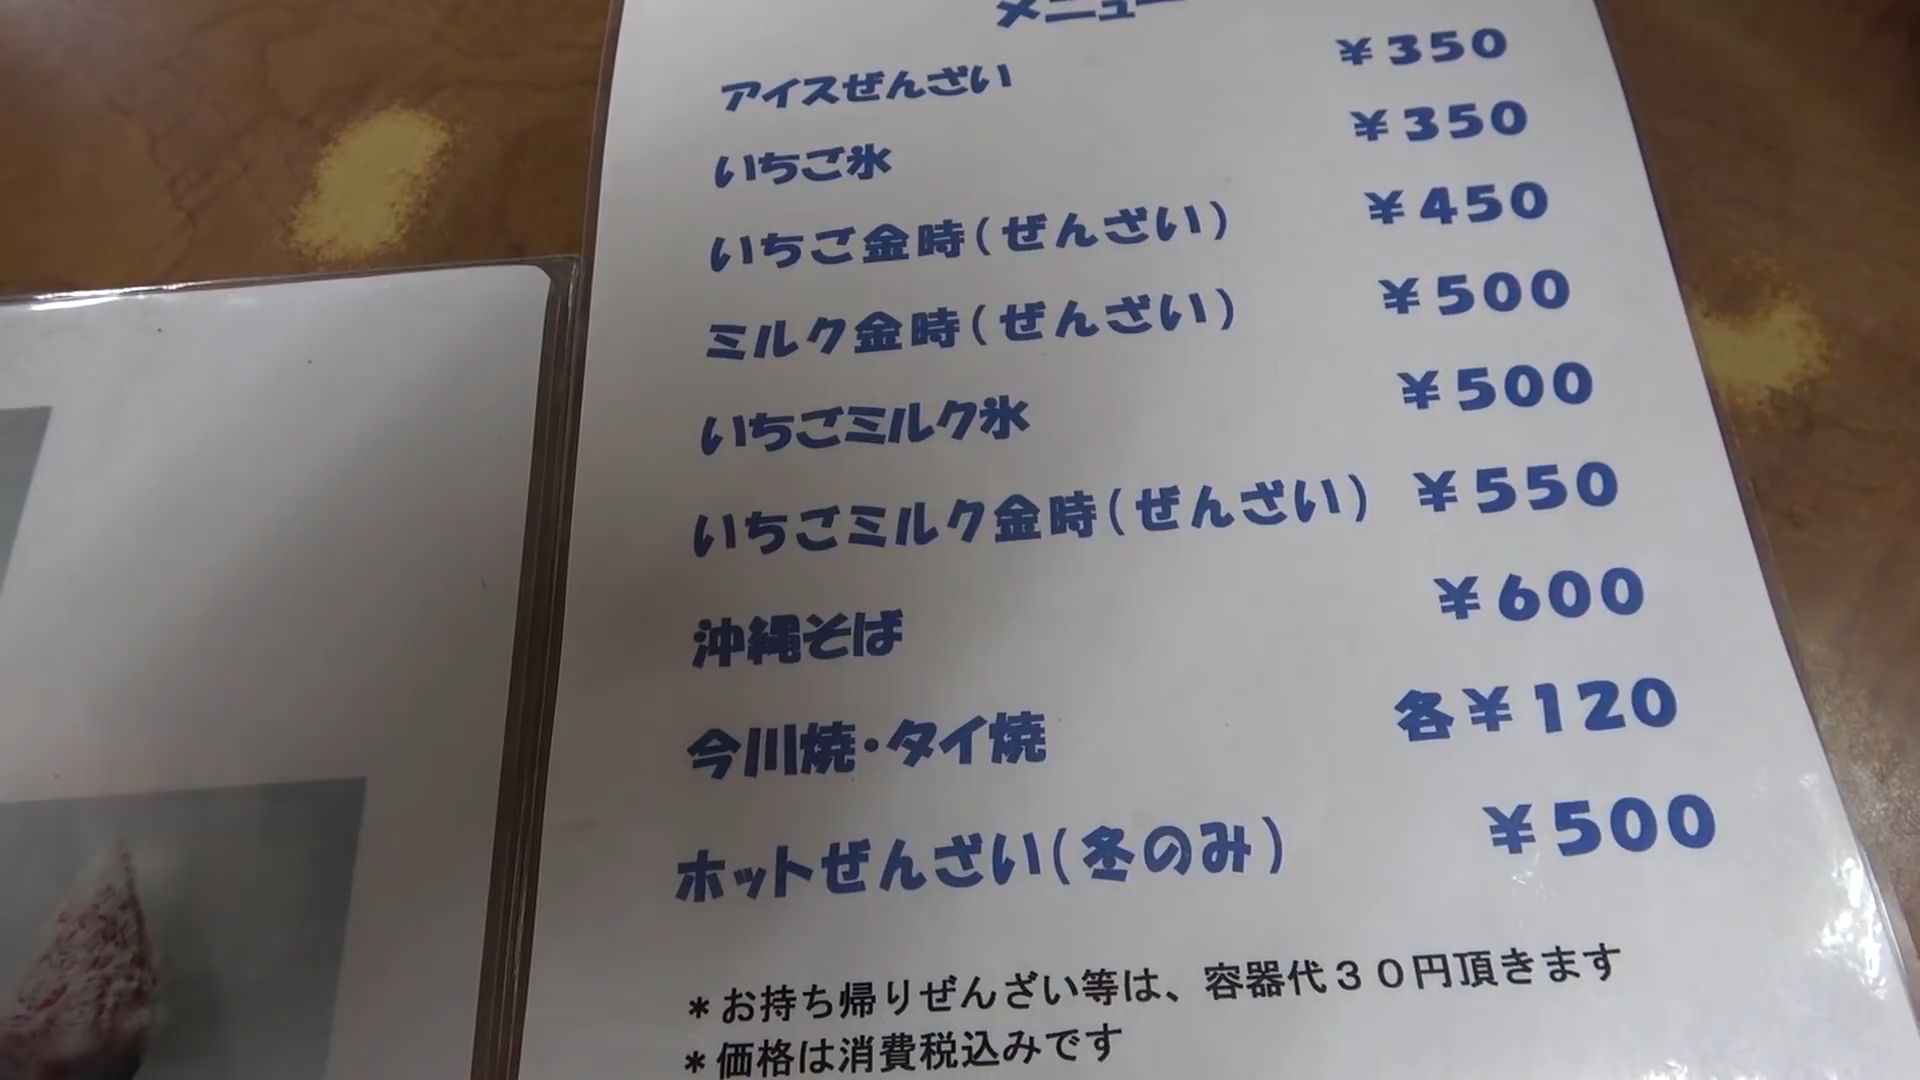 メニュー
アイスぜんざい ¥350
いちご氷 ¥350
いちご金時(ぜんざい) ¥450
ミルク金時(ぜんざい) ¥500
いちごミルク氷 ¥500
いちごミルク金時(ぜんざい) ¥550
沖縄そば ¥600
今川焼・タイ焼 各¥120
ホットぜんざい(冬のみ) ¥500
*お持ち帰りぜんざい等は、容器代30円頂きます
*価格は消費税込みです